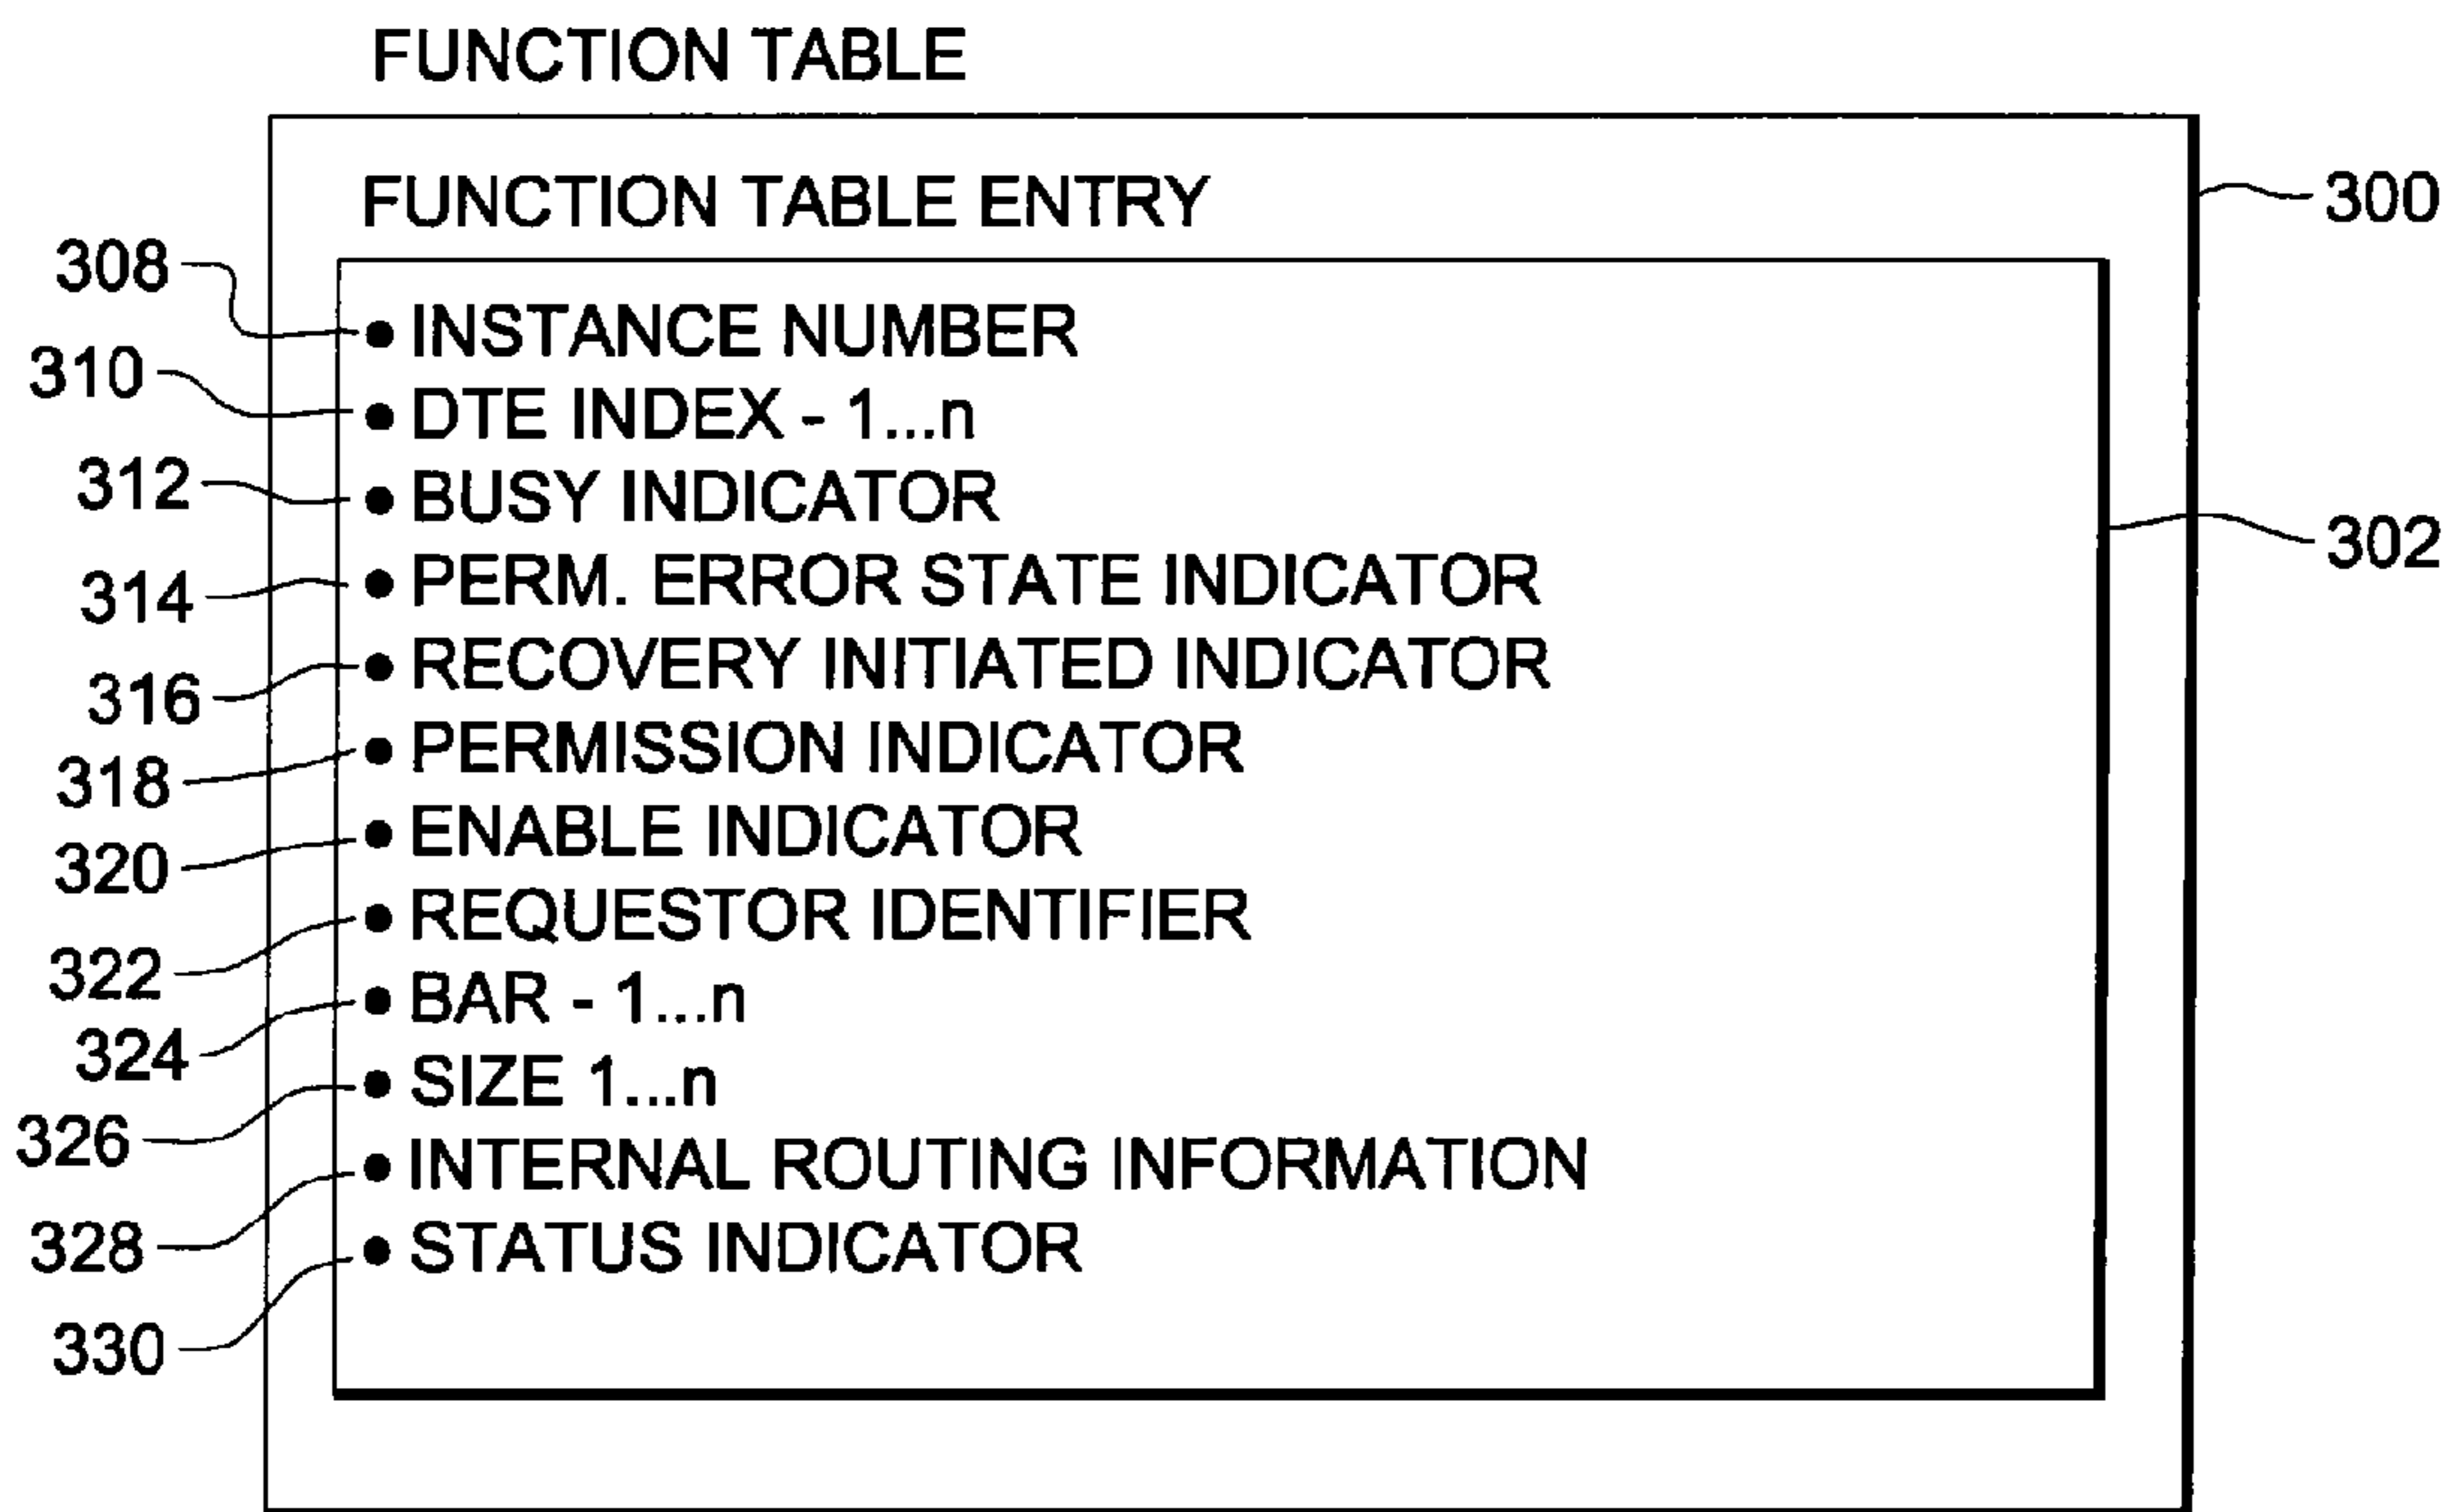 FUNCTION TABLE
FUNCTION TABLE ENTRY
300
308
● INSTANCE NUMBER
310
● DTE INDEX - 1...n
312
● BUSY INDICATOR
302
314
● PERM. ERROR STATE INDICATOR
316
● RECOVERY INITIATED INDICATOR
318
● PERMISSION INDICATOR
320
● ENABLE INDICATOR
322
● REQUESTOR IDENTIFIER
324
● BAR - 1...n
326
● SIZE 1...n
328
● INTERNAL ROUTING INFORMATION
330
● STATUS INDICATOR